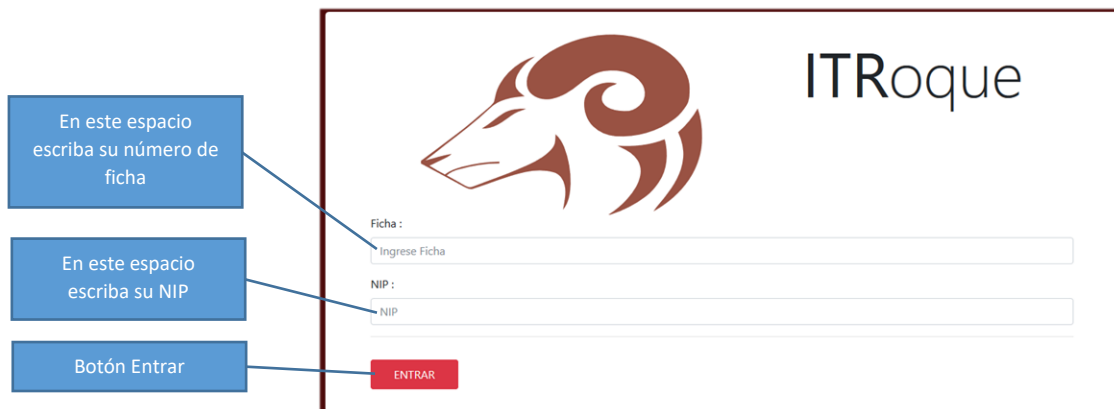 ITRoque
En este espacio
escriba su número de
ficha
Ficha :
Ingrese Ficha
En este espacio
escriba su NIP
NIP :
NIP
Botón Entrar
ENTRAR